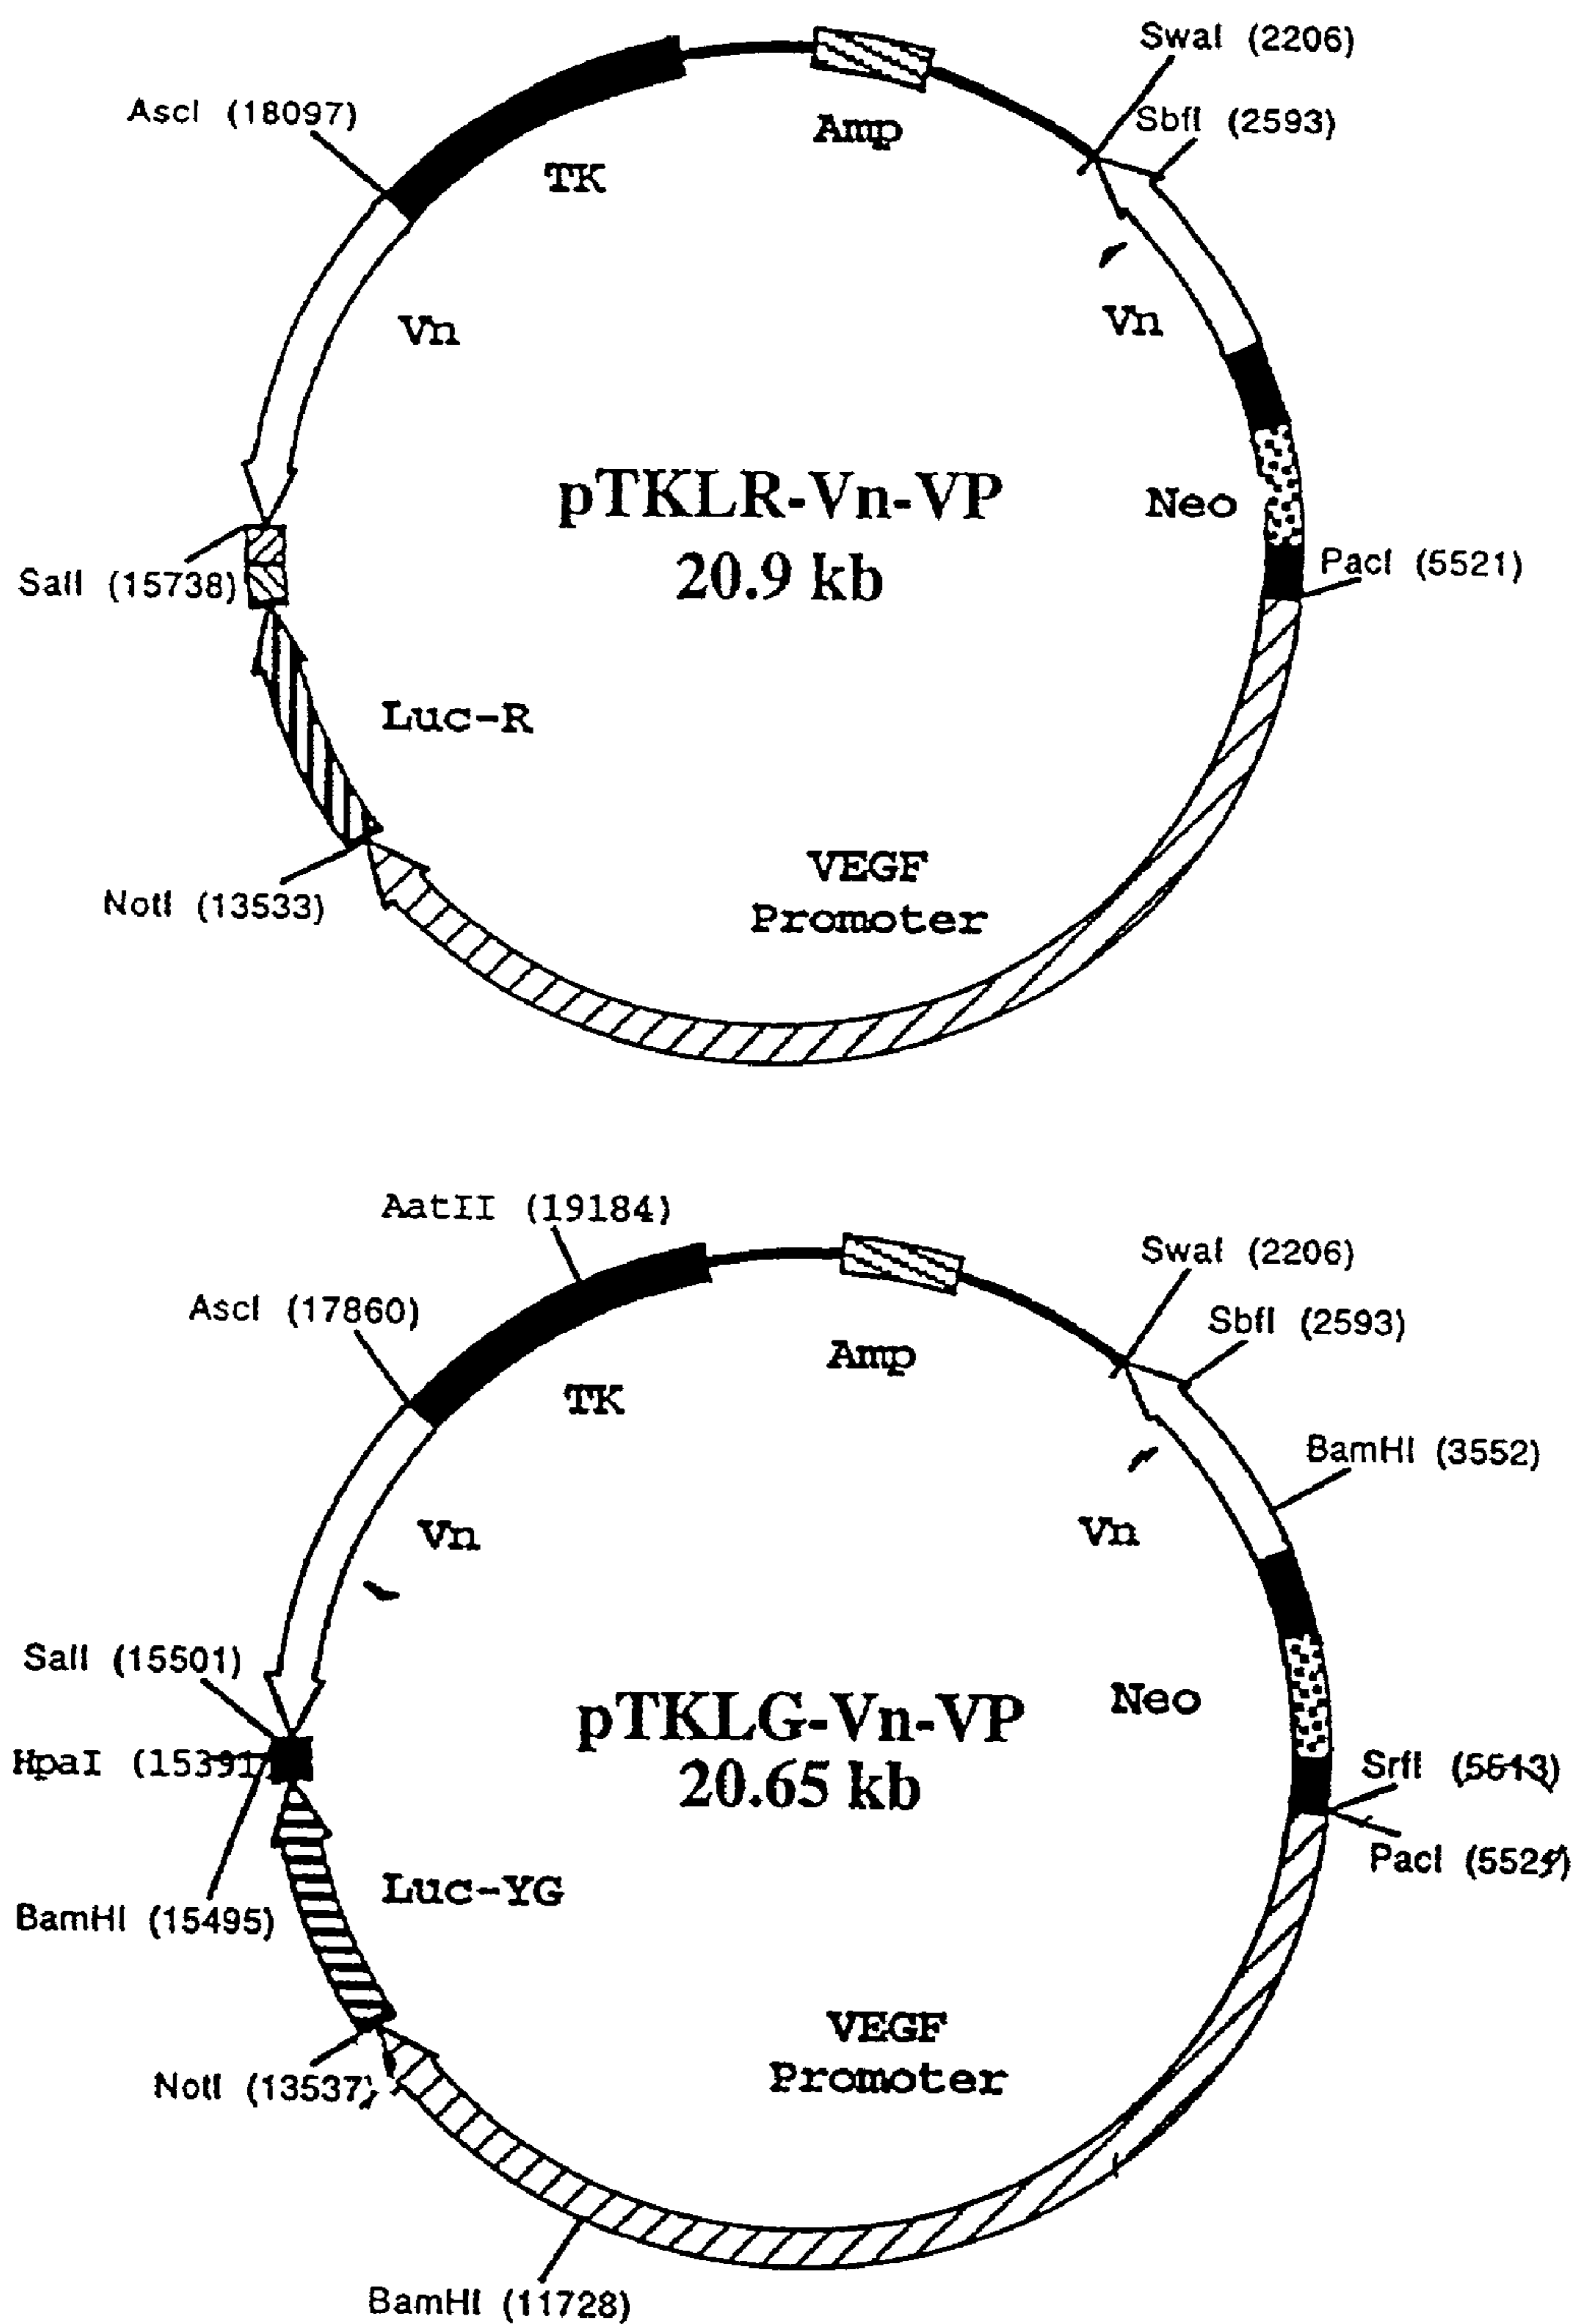 SwaI (2206)
AscI (18097)
SbfI (2593)
Amp
TK
Vn
Vn
pTKLR-Vn-VP
Neo
20.9 kb
PacI (5521)
SalI (15738)
Luc-R
VEGF
NotI (13533)
Promoter
AatII (19184)
SwaI (2206)
AscI (17860)
SbfI (2593)
Amp
TK
BamHI (3552)
Vn
Vn
SalI (15501)
Neo
pTKLG-Vn-VP
HpaI (15391)
SrfI
20.65 kb
PacI
Luc-YG
BamHI (15495)
VEGF
Promoter
NotI (13537)
BamHI (11728)